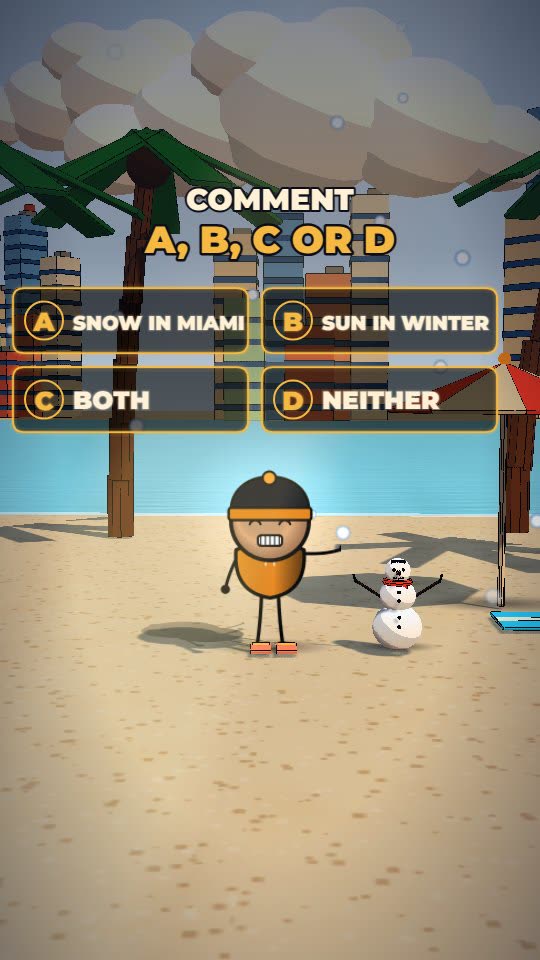 COMMENT
A, B, C OR D
A SNOW IN MIAMI
B SUN IN WINTER
C BOTH
D NEITHER